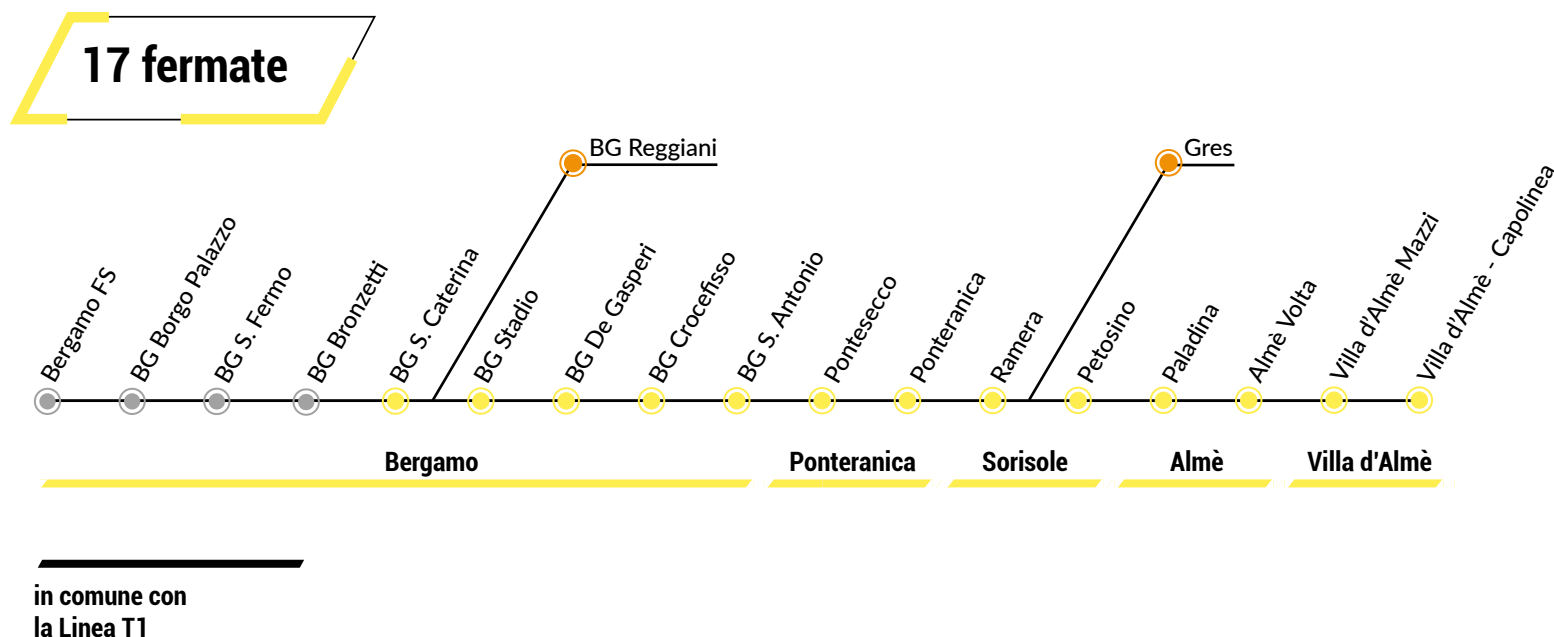 17 fermate
BG Reggiani
Gres
Bergamo FS
BG Borgo Palazzo
BG S. Fermo
BG Bronzetti
BG S. Caterina
BG Stadio
BG De Gasperi
BG Crocefisso
BG S. Antonio
Pontesecco
Ponteranica
Ramera
Petosino
Paladina
Almè Volta
Villa d'Almè Mazzi
Villa d'Almè - Capolinea
Bergamo
Ponteranica
Sorisole
Almè
Villa d'Almè
in comune con
la Linea T1